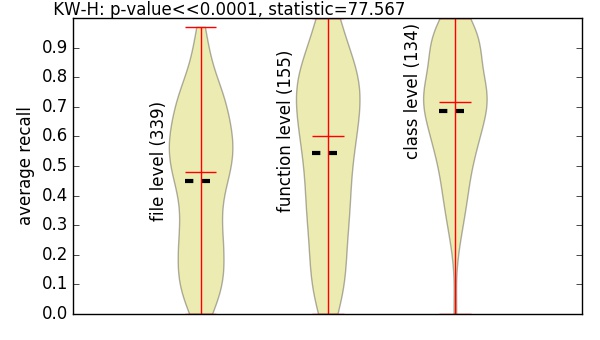 KW-H: p-value<<0.0001, statistic=77.567
average recall
0.9
0.8
0.7
0.6
0.5
0.4
0.3
0.2
0.1
0.0
file level (339)
function level (155)
class level (134)